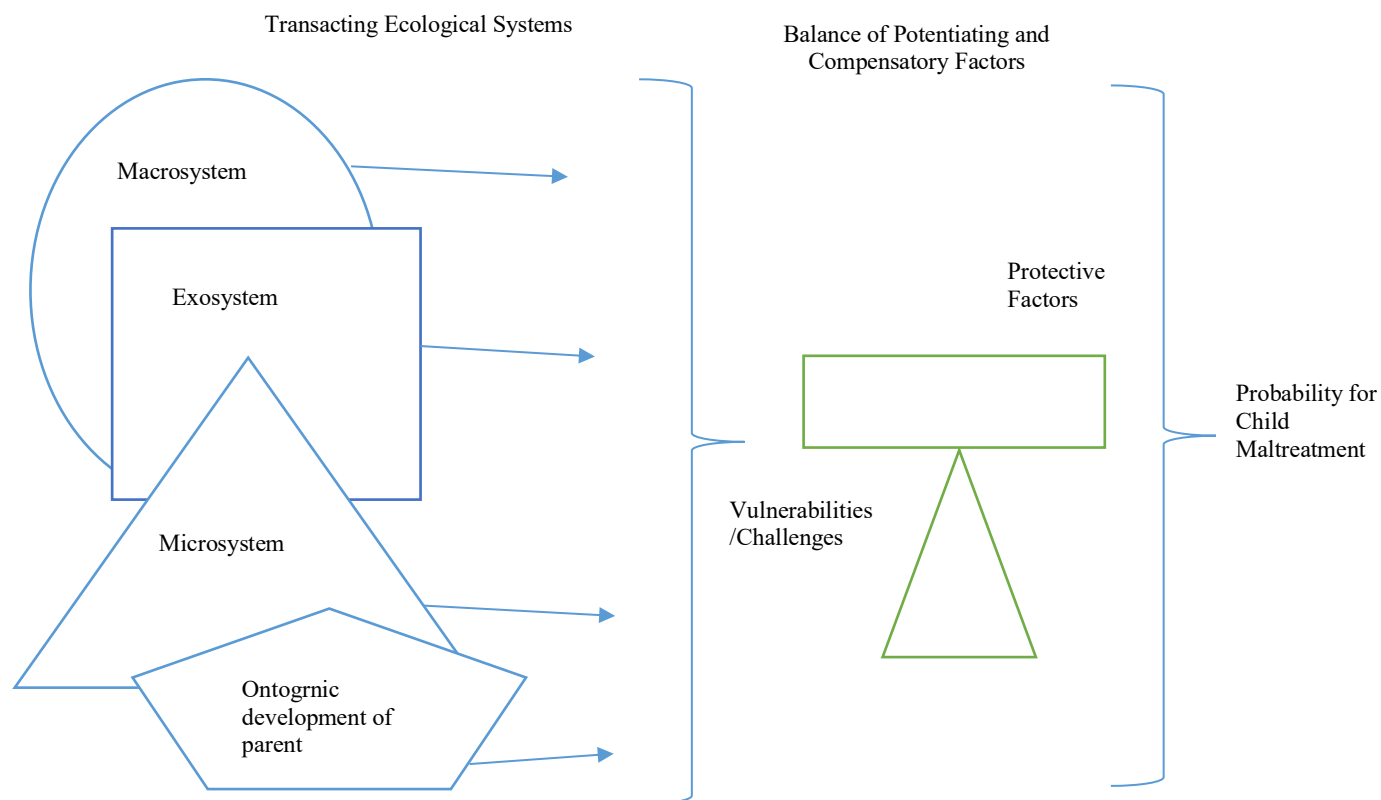 Transacting Ecological Systems
Balance of Potentiating and
Compensatory Factors
Macrosystem
Exosystem
Microsystem
Ontogrnic
development of
parent
Protective
Factors
Vulnerabilities
/Challenges
Probability for
Child
Maltreatment